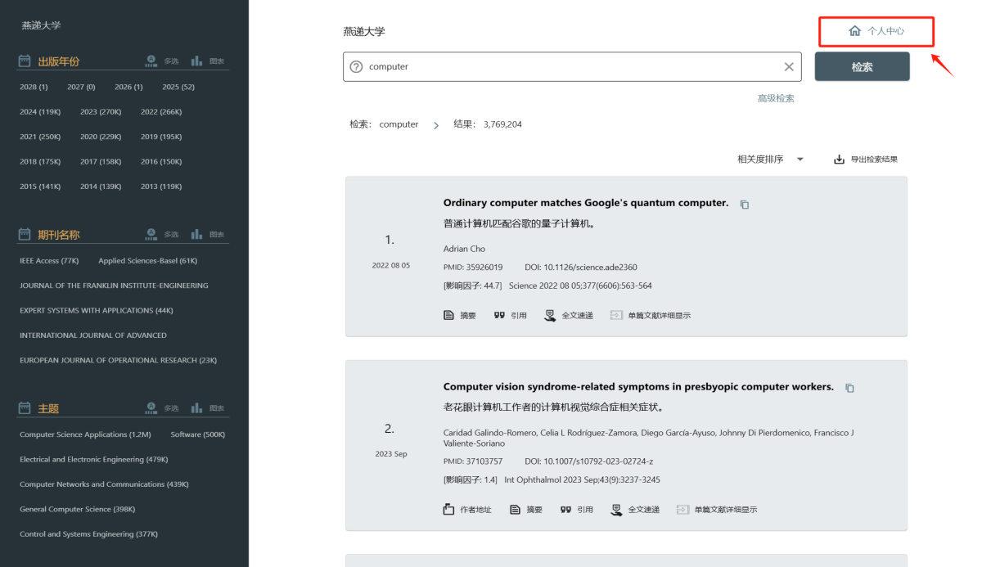 燕递大学
出版年份 多选 图表
2028 (1) 2027 (0) 2026 (1) 2025 (52)
2024 (119K) 2023 (270K) 2022 (266K)
2021 (250K) 2020 (229K) 2019 (195K)
2018 (175K) 2017 (158K) 2016 (150K)
2015 (141K) 2014 (139K) 2013 (119K)
期刊名称 多选 图表
IEEE Access (77K) Applied Sciences-Basel (61K)
JOURNAL OF THE FRANKLIN INSTITUTE-ENGINEERING
EXPERT SYSTEMS WITH APPLICATIONS (44K)
INTERNATIONAL JOURNAL OF ADVANCED
EUROPEAN JOURNAL OF OPERATIONAL RESEARCH (23K)
主题 多选 图表
Computer Science Applications (1.2M) Software (500K)
Electrical and Electronic Engineering (479K)
Computer Networks and Communications (439K)
General Computer Science (398K)
Control and Systems Engineering (377K)
燕递大学
个人中心
computer
检索
高级检索
检索: computer > 结果: 3,769,204
相关度排序 导出检索结果
1.
2022 08 05
Ordinary computer matches Google's quantum computer.
普通计算机匹配谷歌的量子计算机。
Adrian Cho
PMID: 35926019 DOI: 10.1126/science.ade2360
[影响因子: 44.7] Science 2022 08 05;377(6606):563-564
摘要 引用 全文速递 单篇文献详细显示
2.
2023 Sep
Computer vision syndrome-related symptoms in presbyopic computer workers.
老花眼计算机工作者的计算机视觉综合症相关症状。
Caridad Galindo-Romero, Celia L Rodríguez-Zamora, Diego García-Ayuso, Johnny Di Pierdomenico, Francisco J
Valiente-Soriano
PMID: 37103757 DOI: 10.1007/s10792-023-02724-z
[影响因子: 1.4] Int Ophthalmol 2023 Sep;43(9):3237-3245
作者地址 摘要 引用 全文速递 单篇文献详细显示